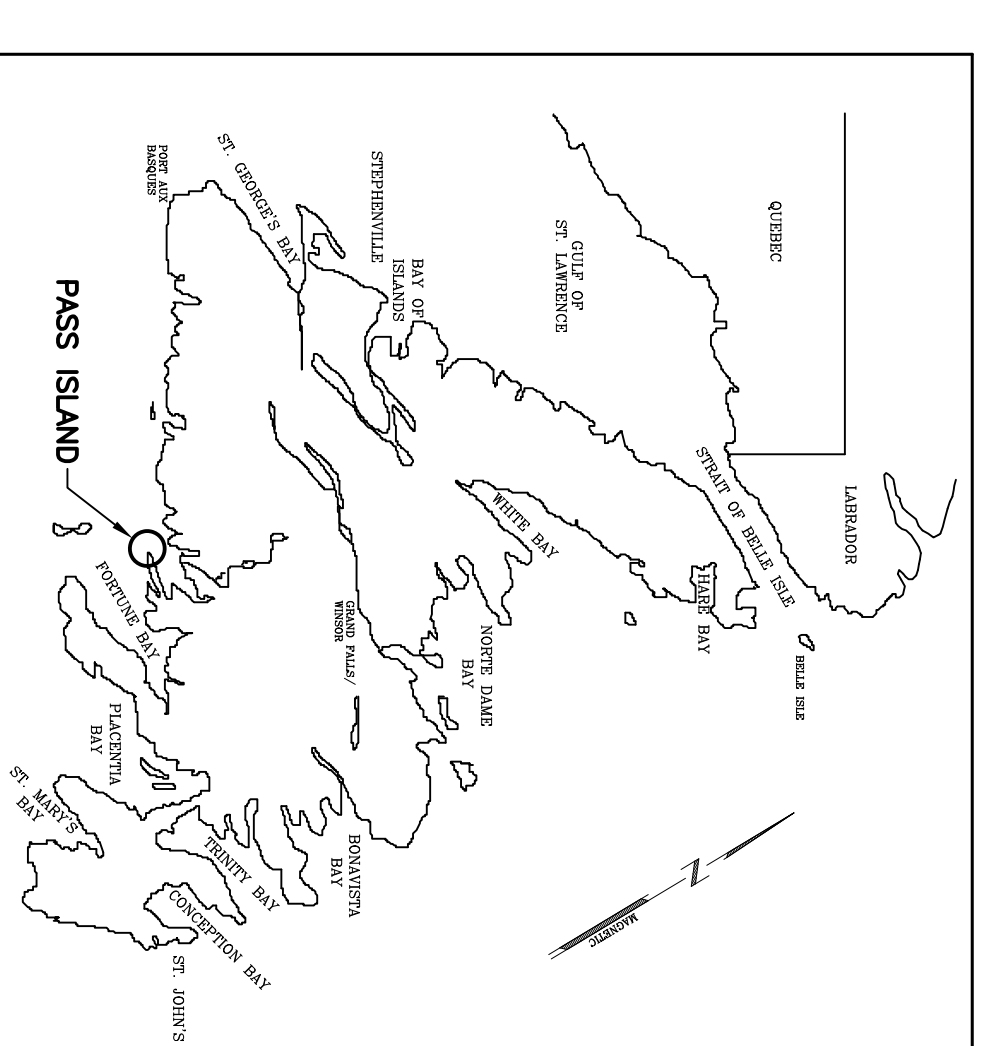 QUEBEC
LABRADOR
GULF OF
ST. LAWRENCE
STRAIT OF BELLE ISLE
BELLE ISLE
HARE BAY
WHITE BAY
NORTE DAME
BAY
BAY OF
ISLANDS
STEPHENVILLE
ST. GEORGE'S BAY
PORT AUX
BASQUES
GRAND FALLS/
WINSOR
PASS ISLAND
FORTUNE BAY
PLACENTIA
BAY
ST. MARY'S
BAY
BONAVISTA
BAY
TRINITY BAY
CONCEPTION BAY
ST. JOHN'S
N
MAGNETIC